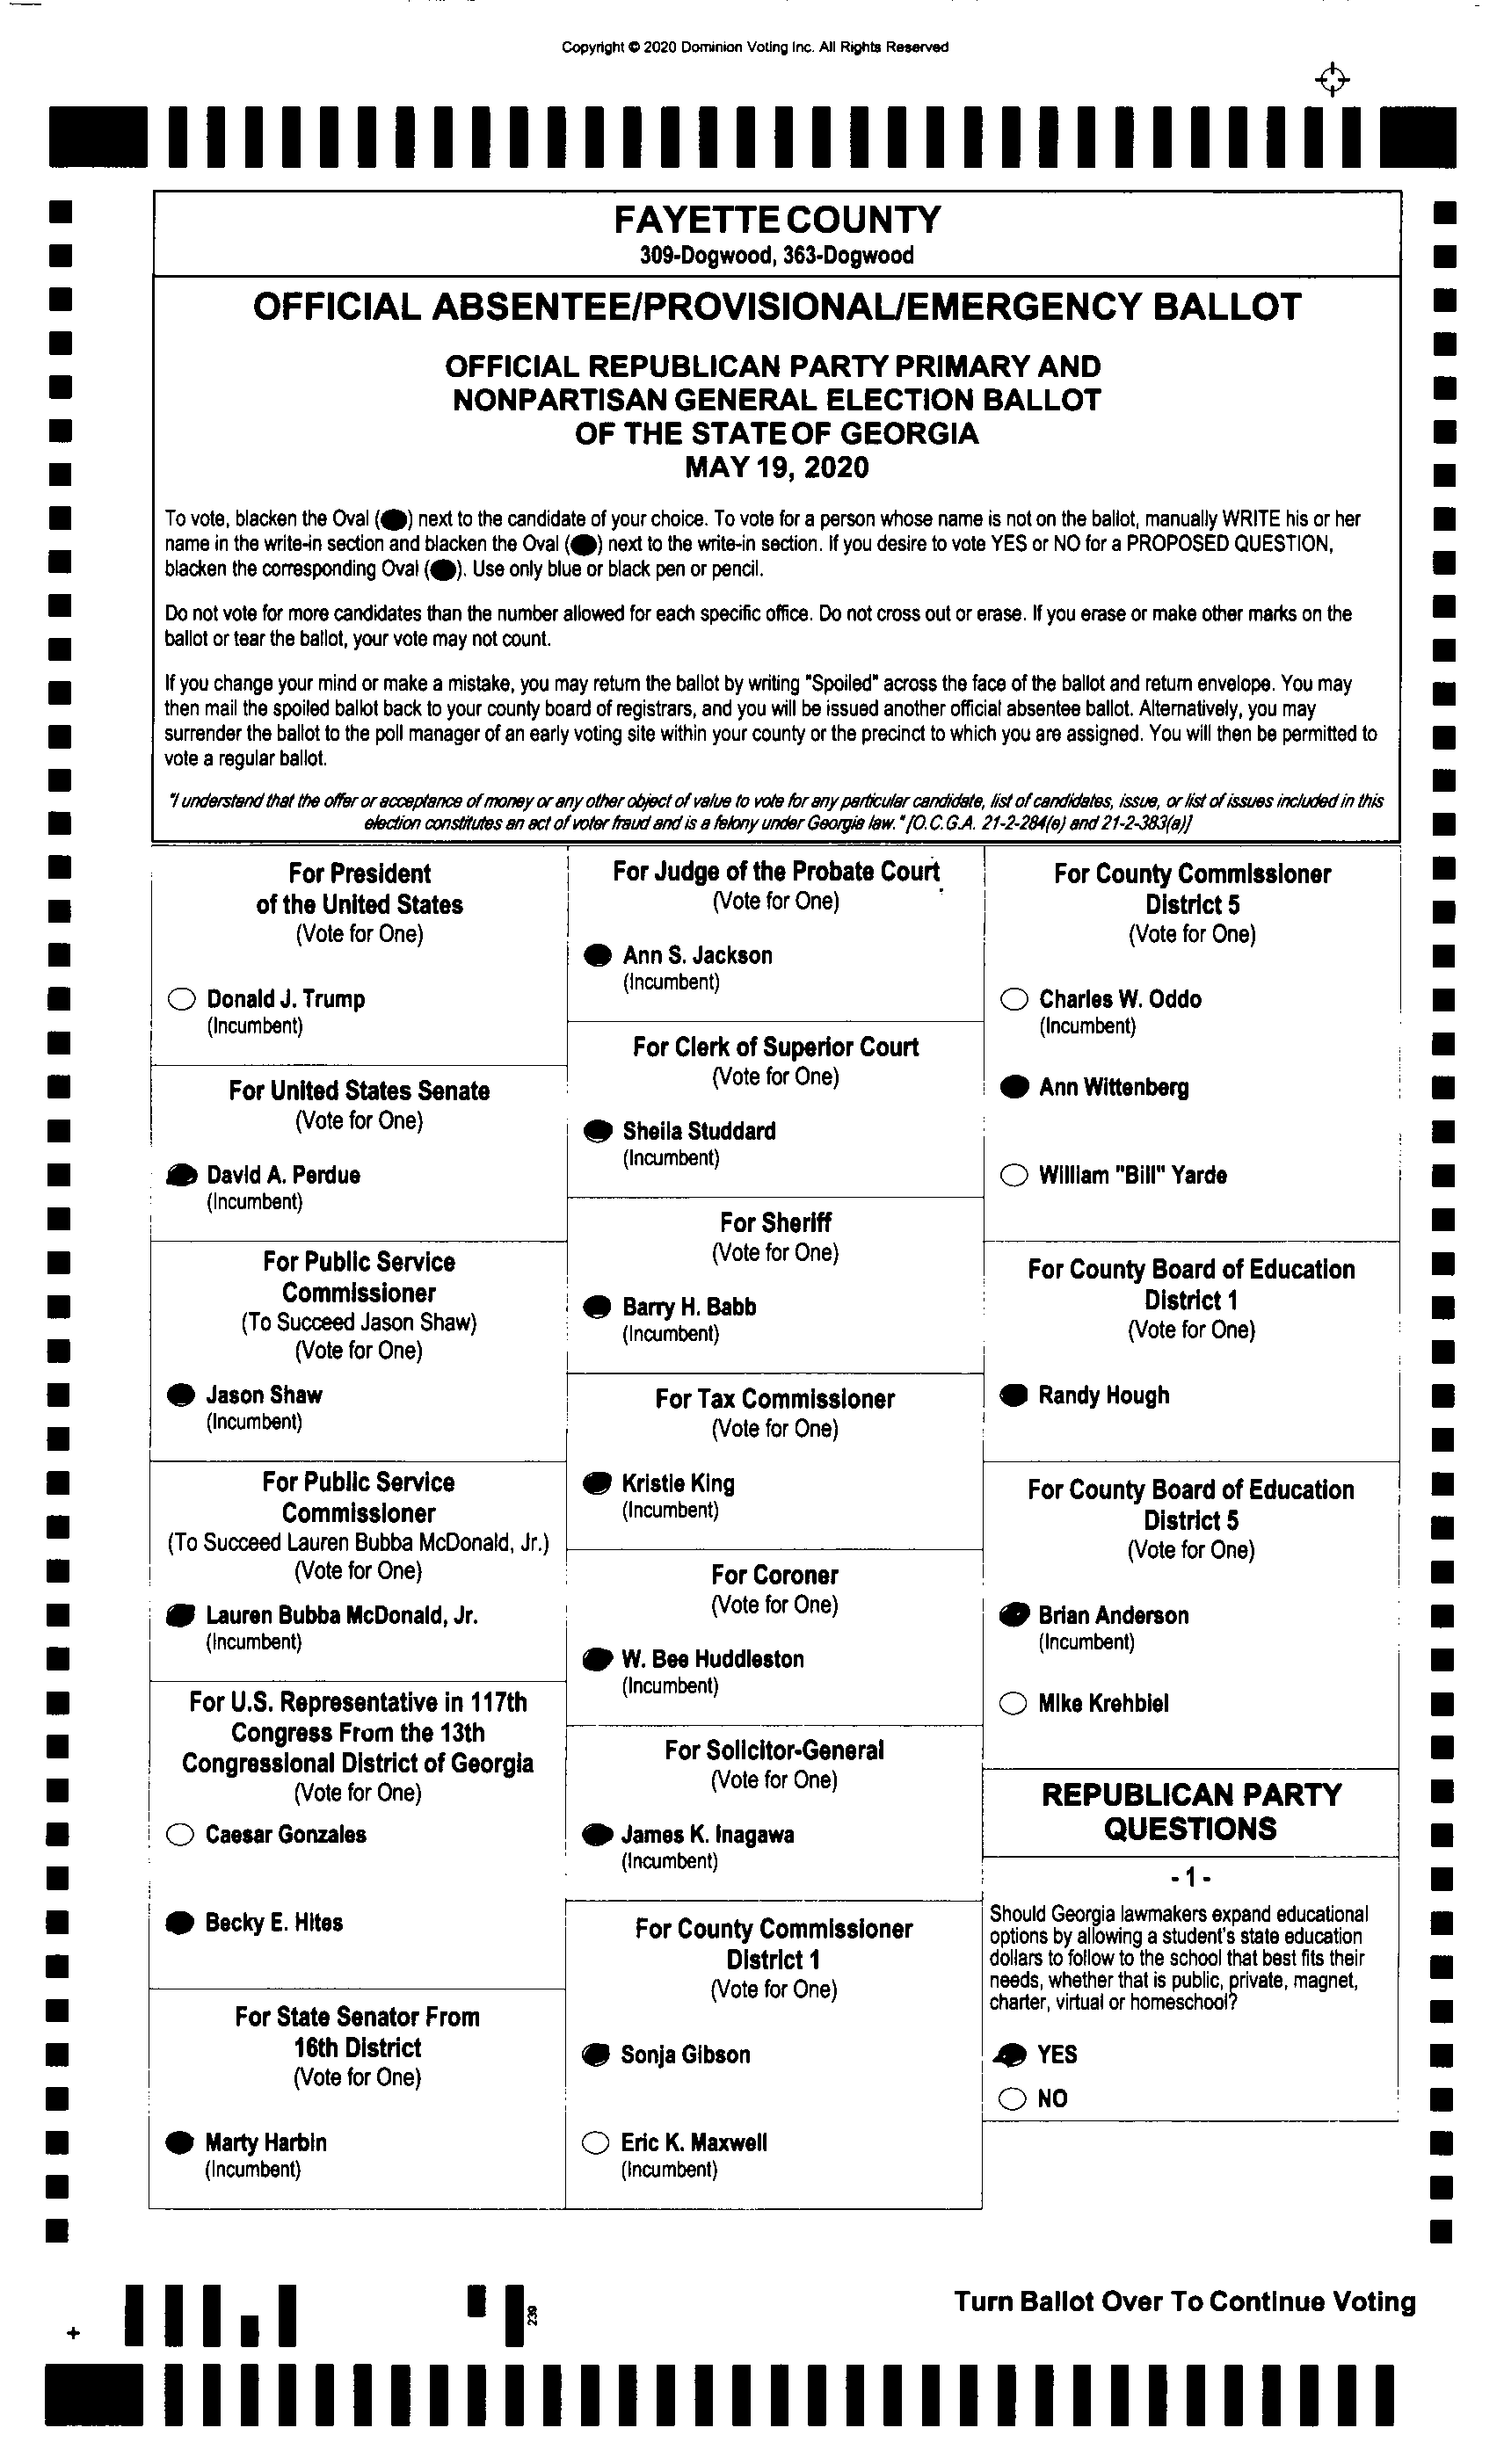 Copyright © 2020 Dominion Voting Inc. All Rights Reserved
FAYETTE COUNTY
309-Dogwood, 363-Dogwood
OFFICIAL ABSENTEE/PROVISIONAL/EMERGENCY BALLOT
OFFICIAL REPUBLICAN PARTY PRIMARY AND
NONPARTISAN GENERAL ELECTION BALLOT
OF THE STATE OF GEORGIA
MAY 19, 2020
To vote, blacken the Oval (●) next to the candidate of your choice. To vote for a person whose name is not on the ballot, manually WRITE his or her
name in the write-in section and blacken the Oval (●) next to the write-in section. If you desire to vote YES or NO for a PROPOSED QUESTION,
blacken the corresponding Oval (●). Use only blue or black pen or pencil.
Do not vote for more candidates than the number allowed for each specific office. Do not cross out or erase. If you erase or make other marks on the
ballot or tear the ballot, your vote may not count.
If you change your mind or make a mistake, you may return the ballot by writing "Spoiled" across the face of the ballot and return envelope. You may
then mail the spoiled ballot back to your county board of registrars, and you will be issued another official absentee ballot. Alternatively, you may
surrender the ballot to the poll manager of an early voting site within your county or the precinct to which you are assigned. You will then be permitted to
vote a regular ballot.
"I understand that the offer or acceptance of money or any other object of value to vote for any particular candidate, list of candidates, issue, or list of issues included in this
election constitutes an act of voter fraud and is a felony under Georgia law." [O.C.G.A. 21-2-284(e) and 21-2-383(a)]
For President
of the United States
(Vote for One)
Donald J. Trump
(Incumbent)
For United States Senate
(Vote for One)
David A. Perdue
(Incumbent)
For Public Service
Commissioner
(To Succeed Jason Shaw)
(Vote for One)
Jason Shaw
(Incumbent)
For Public Service
Commissioner
(To Succeed Lauren Bubba McDonald, Jr.)
(Vote for One)
Lauren Bubba McDonald, Jr.
(Incumbent)
For U.S. Representative in 117th
Congress From the 13th
Congressional District of Georgia
(Vote for One)
Caesar Gonzales
Becky E. Hites
For State Senator From
16th District
(Vote for One)
Marty Harbin
(Incumbent)
For Judge of the Probate Court
(Vote for One)
Ann S. Jackson
(Incumbent)
For Clerk of Superior Court
(Vote for One)
Sheila Studdard
(Incumbent)
For Sheriff
(Vote for One)
Barry H. Babb
(Incumbent)
For Tax Commissioner
(Vote for One)
Kristie King
(Incumbent)
For Coroner
(Vote for One)
W. Bee Huddleston
(Incumbent)
For Solicitor-General
(Vote for One)
James K. Inagawa
(Incumbent)
For County Commissioner
District 1
(Vote for One)
Sonja Gibson
Eric K. Maxwell
(Incumbent)
For County Commissioner
District 5
(Vote for One)
Charles W. Oddo
(Incumbent)
Ann Wittenberg
William "Bill" Yarde
For County Board of Education
District 1
(Vote for One)
Randy Hough
For County Board of Education
District 5
(Vote for One)
Brian Anderson
(Incumbent)
Mike Krehbiel
REPUBLICAN PARTY
QUESTIONS
- 1 -
Should Georgia lawmakers expand educational
options by allowing a student's state education
dollars to follow to the school that best fits their
needs, whether that is public, private, magnet,
charter, virtual or homeschool?
YES
NO
239
Turn Ballot Over To Continue Voting